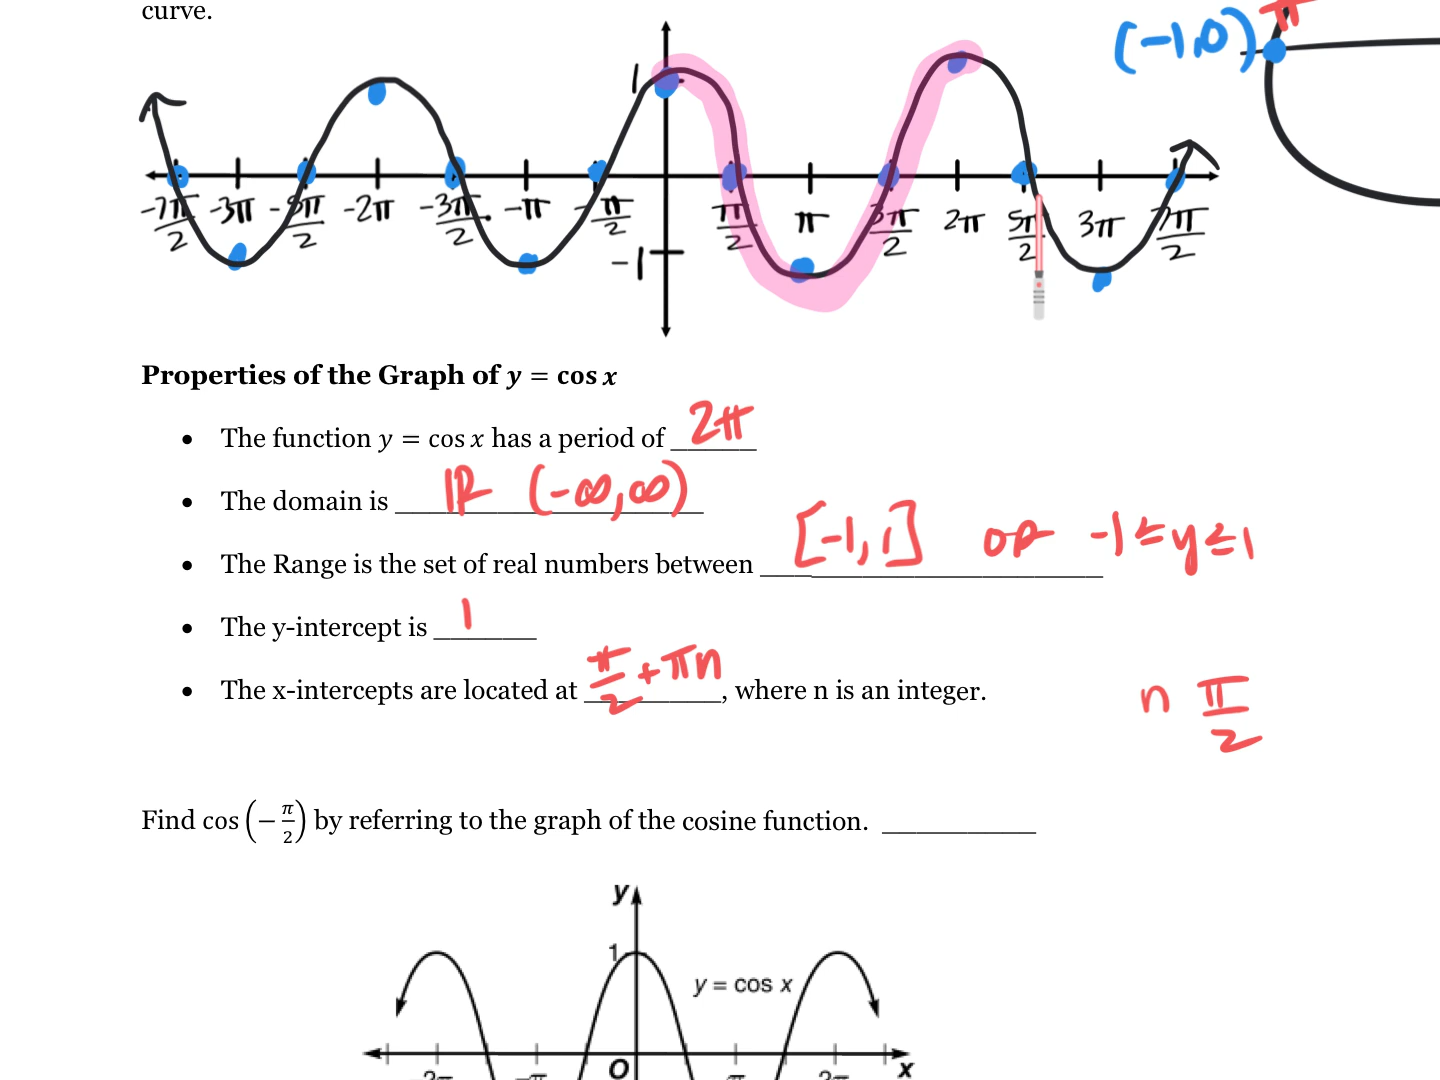 curve.
(-1,0) π
1
-7π/2 -3π -5π/2 -2π -3π/2 -π -π/2 π/2 π 3π/2 2π 5π/2 3π 7π/2
-1
Properties of the Graph of y = cos x
• The function y = cos x has a period of 2π
• The domain is ℝ (-∞,∞)
• The Range is the set of real numbers between [-1,1] or -1≤y≤1
• The y-intercept is 1
• The x-intercepts are located at π/2 + πn, where n is an integer.
n π/2
Find cos (−π/2) by referring to the graph of the cosine function. ____
y
1
y = cos x
O x